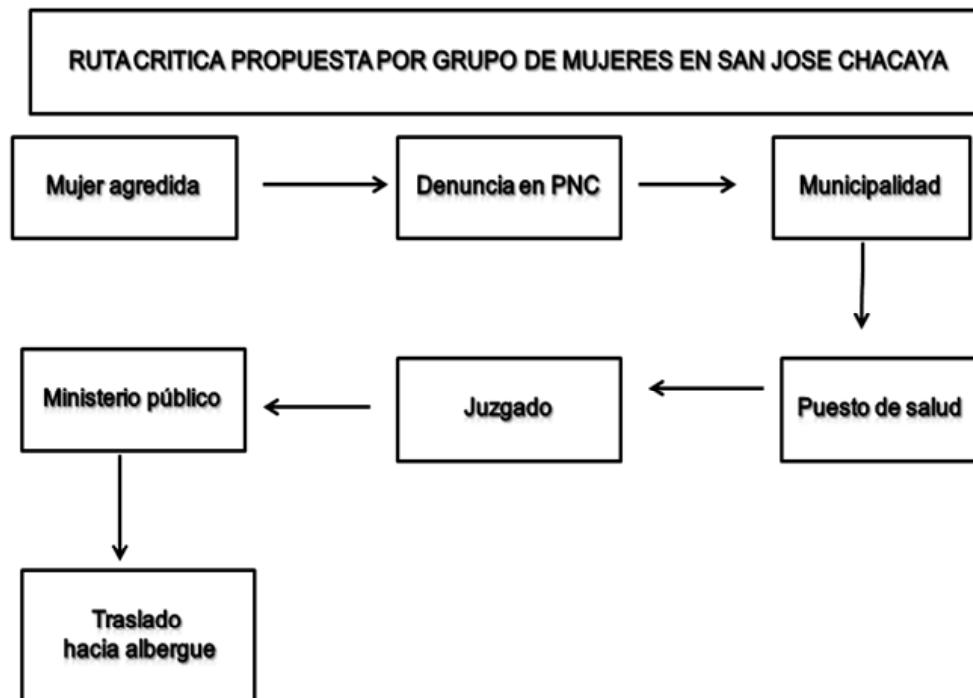 RUTA CRITICA PROPUESTA POR GRUPO DE MUJERES EN SAN JOSE CHACAYA
Mujer agredida
Denuncia en PNC
Municipalidad
Ministerio público
Juzgado
Puesto de salud
Traslado
hacia albergue